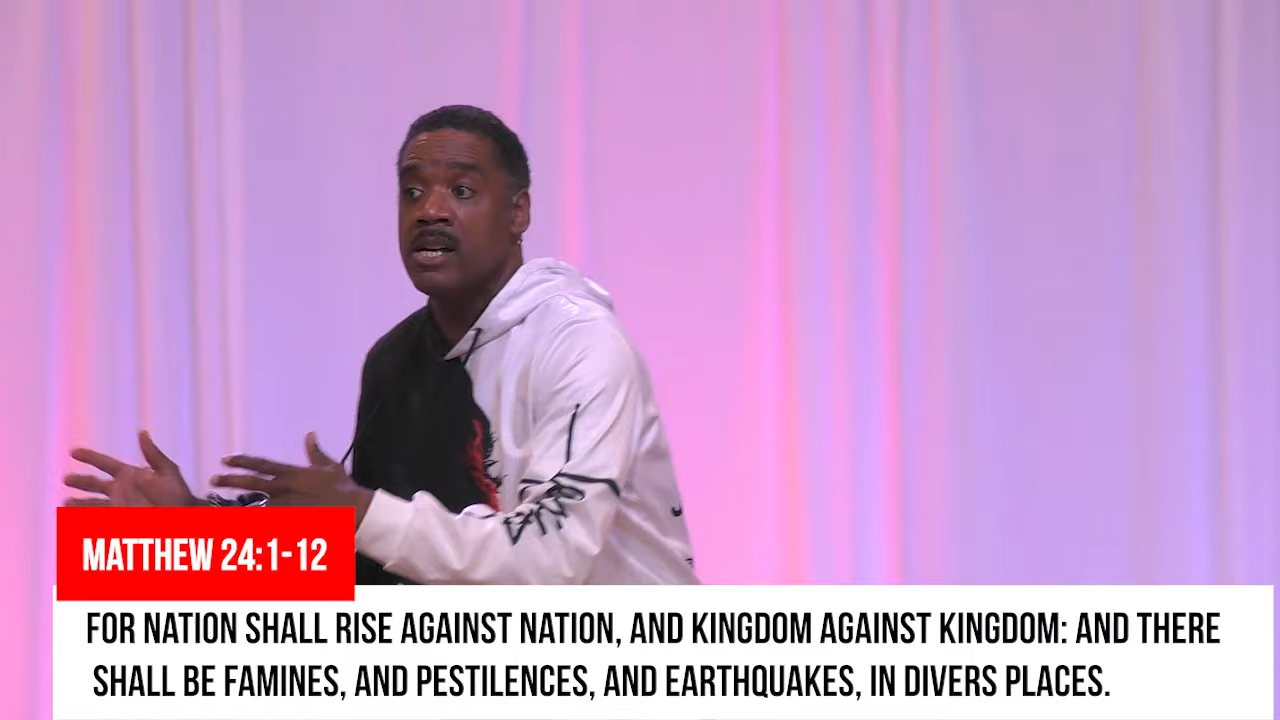 MATTHEW 24:1-12
FOR NATION SHALL RISE AGAINST NATION, AND KINGDOM AGAINST KINGDOM: AND THERE
SHALL BE FAMINES, AND PESTILENCES, AND EARTHQUAKES, IN DIVERS PLACES.